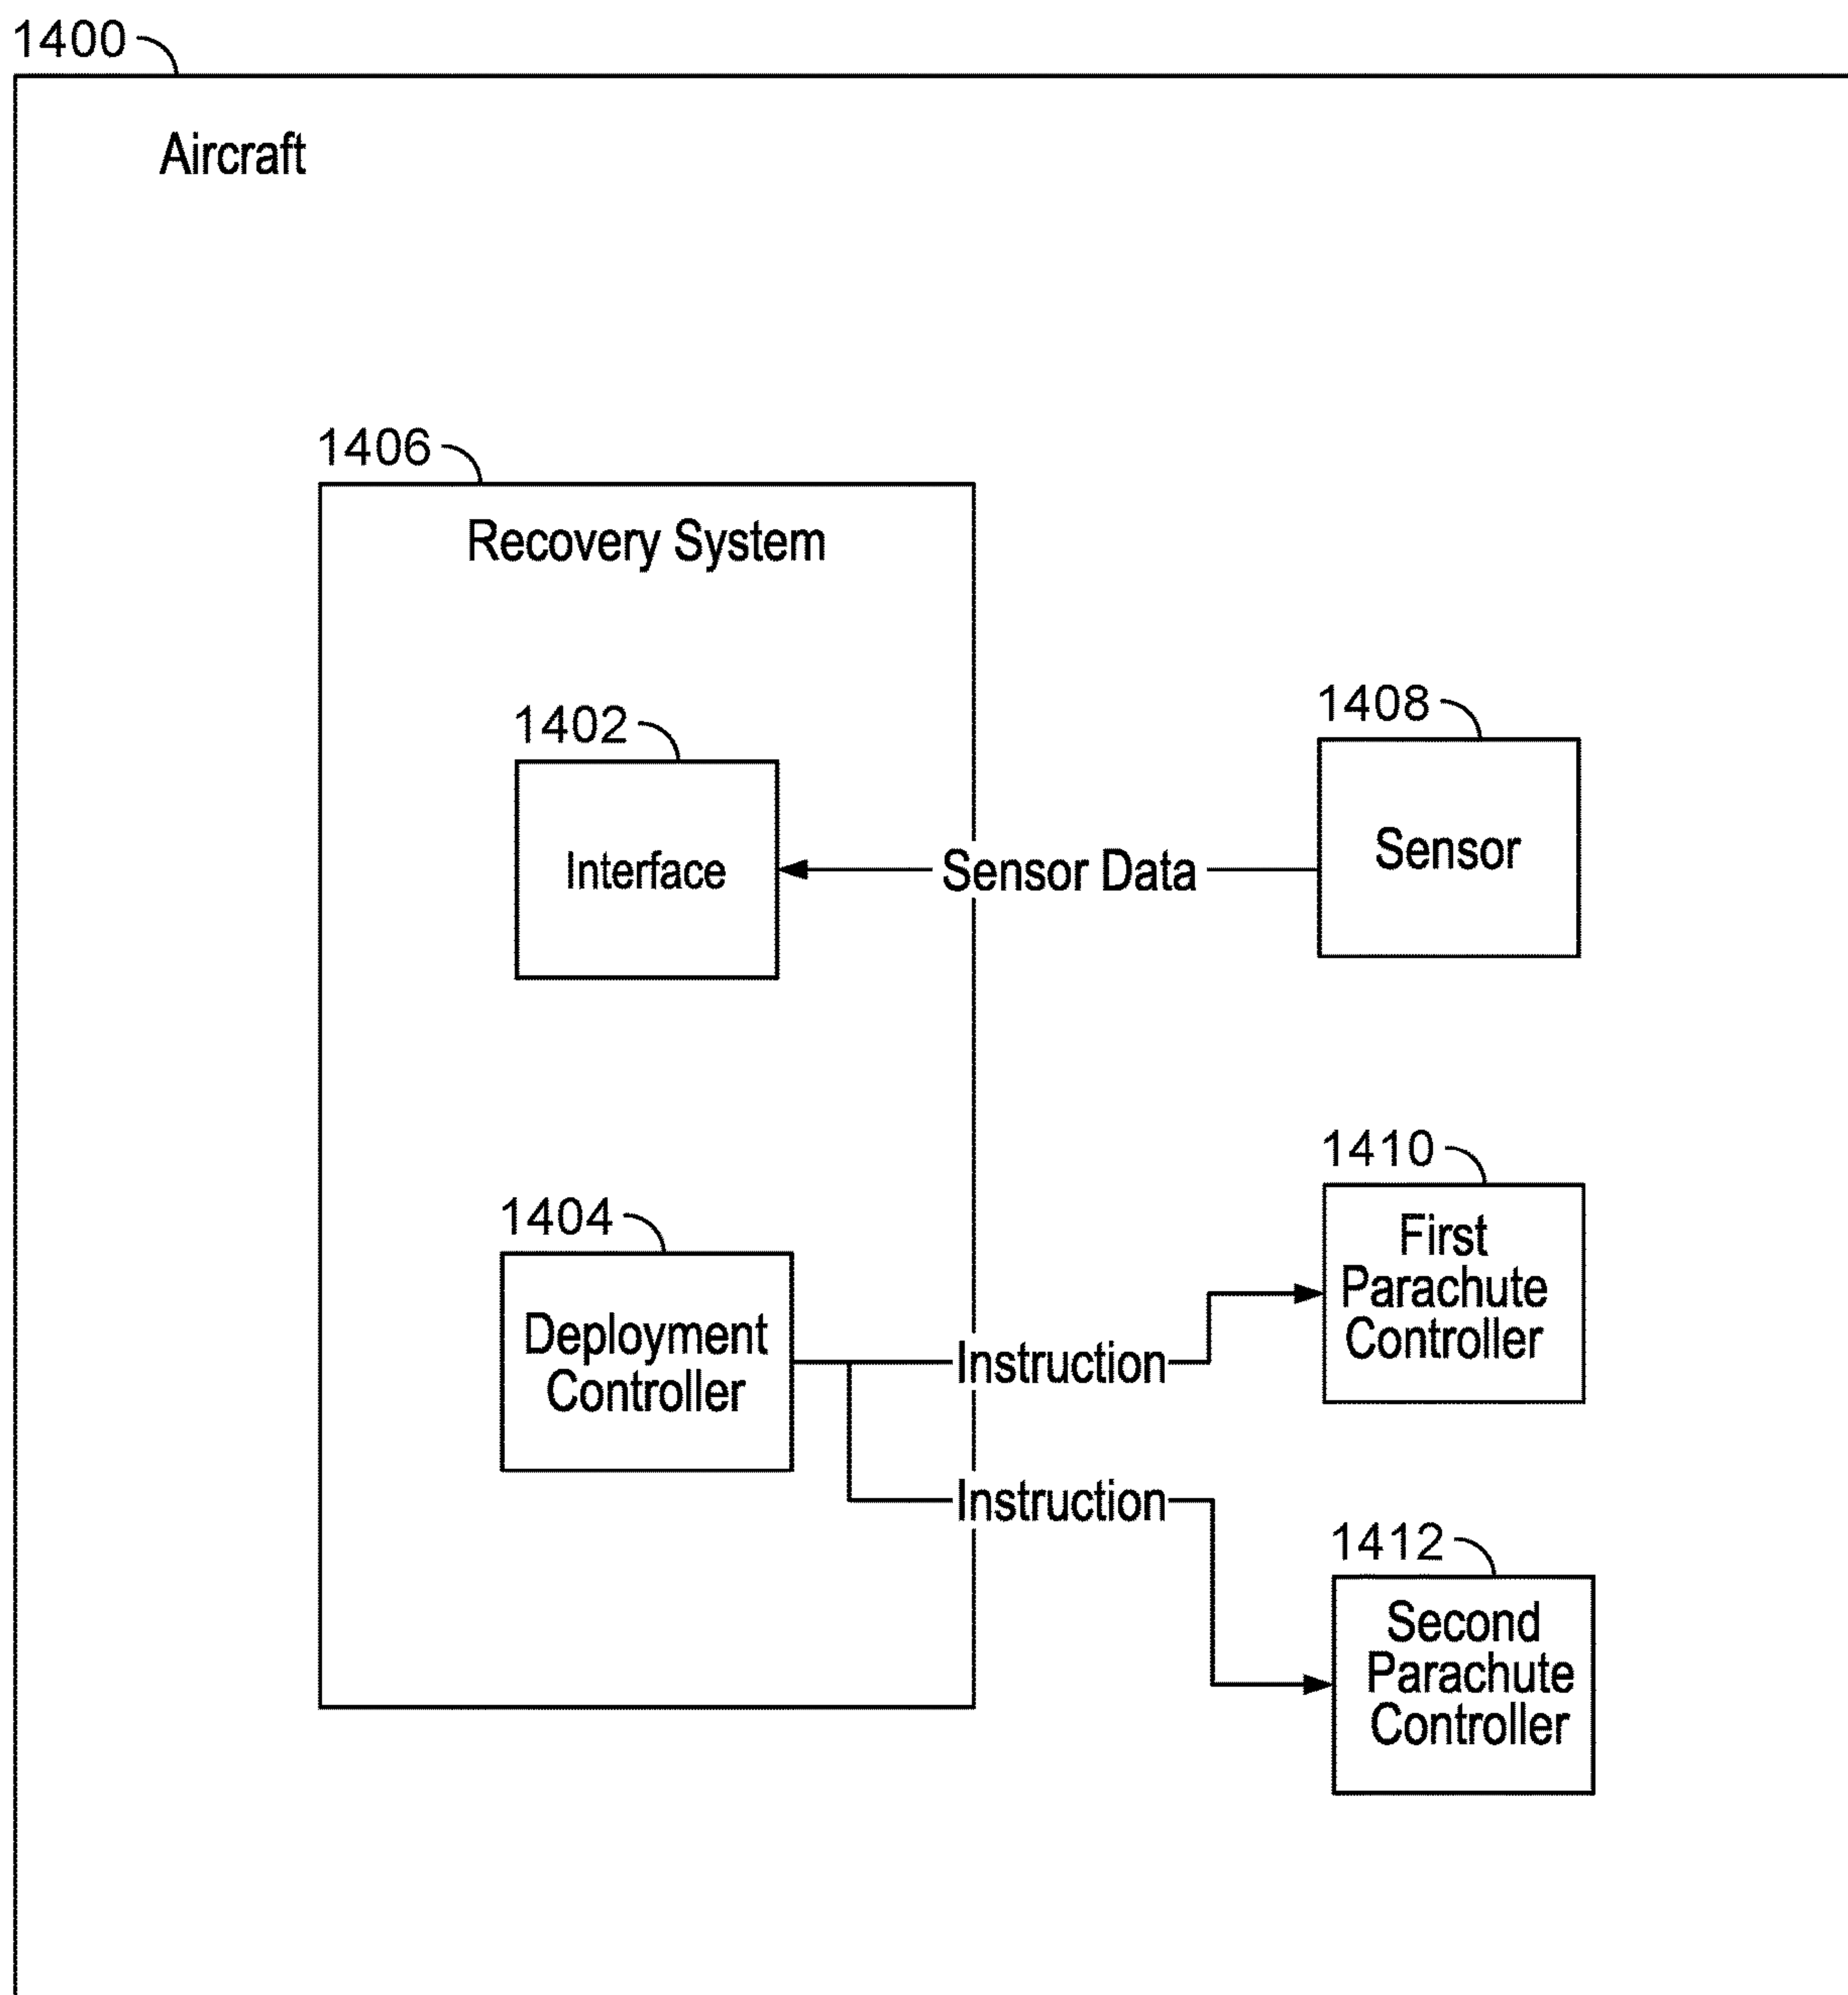 1400
Aircraft
1406
Recovery System
1402
Interface
Sensor Data
1408
Sensor
1404
Deployment
Controller
Instruction
Instruction
1410
First
Parachute
Controller
1412
Second
Parachute
Controller